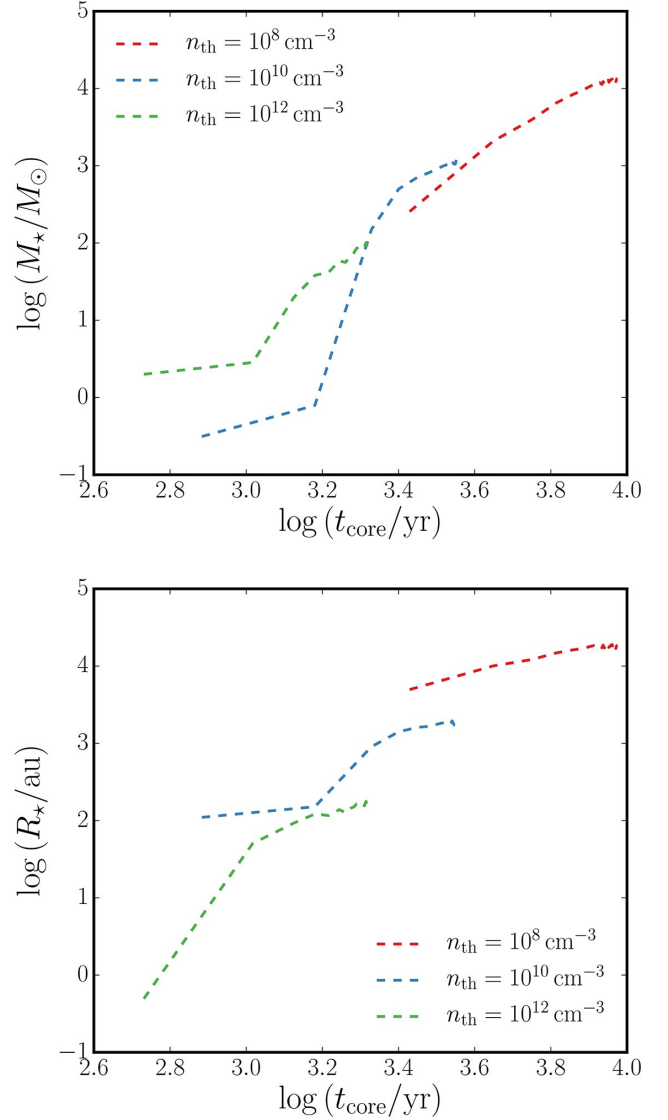 5
n_th = 10^8 cm^−3
n_th = 10^10 cm^−3
n_th = 10^12 cm^−3
4
3
2
1
0
−1
log (M⋆/M⊙)
2.6 2.8 3.0 3.2 3.4 3.6 3.8 4.0
log (t_core/yr)
5
4
3
2
1
0
−1
log (R⋆/au)
n_th = 10^8 cm^−3
n_th = 10^10 cm^−3
n_th = 10^12 cm^−3
2.6 2.8 3.0 3.2 3.4 3.6 3.8 4.0
log (t_core/yr)